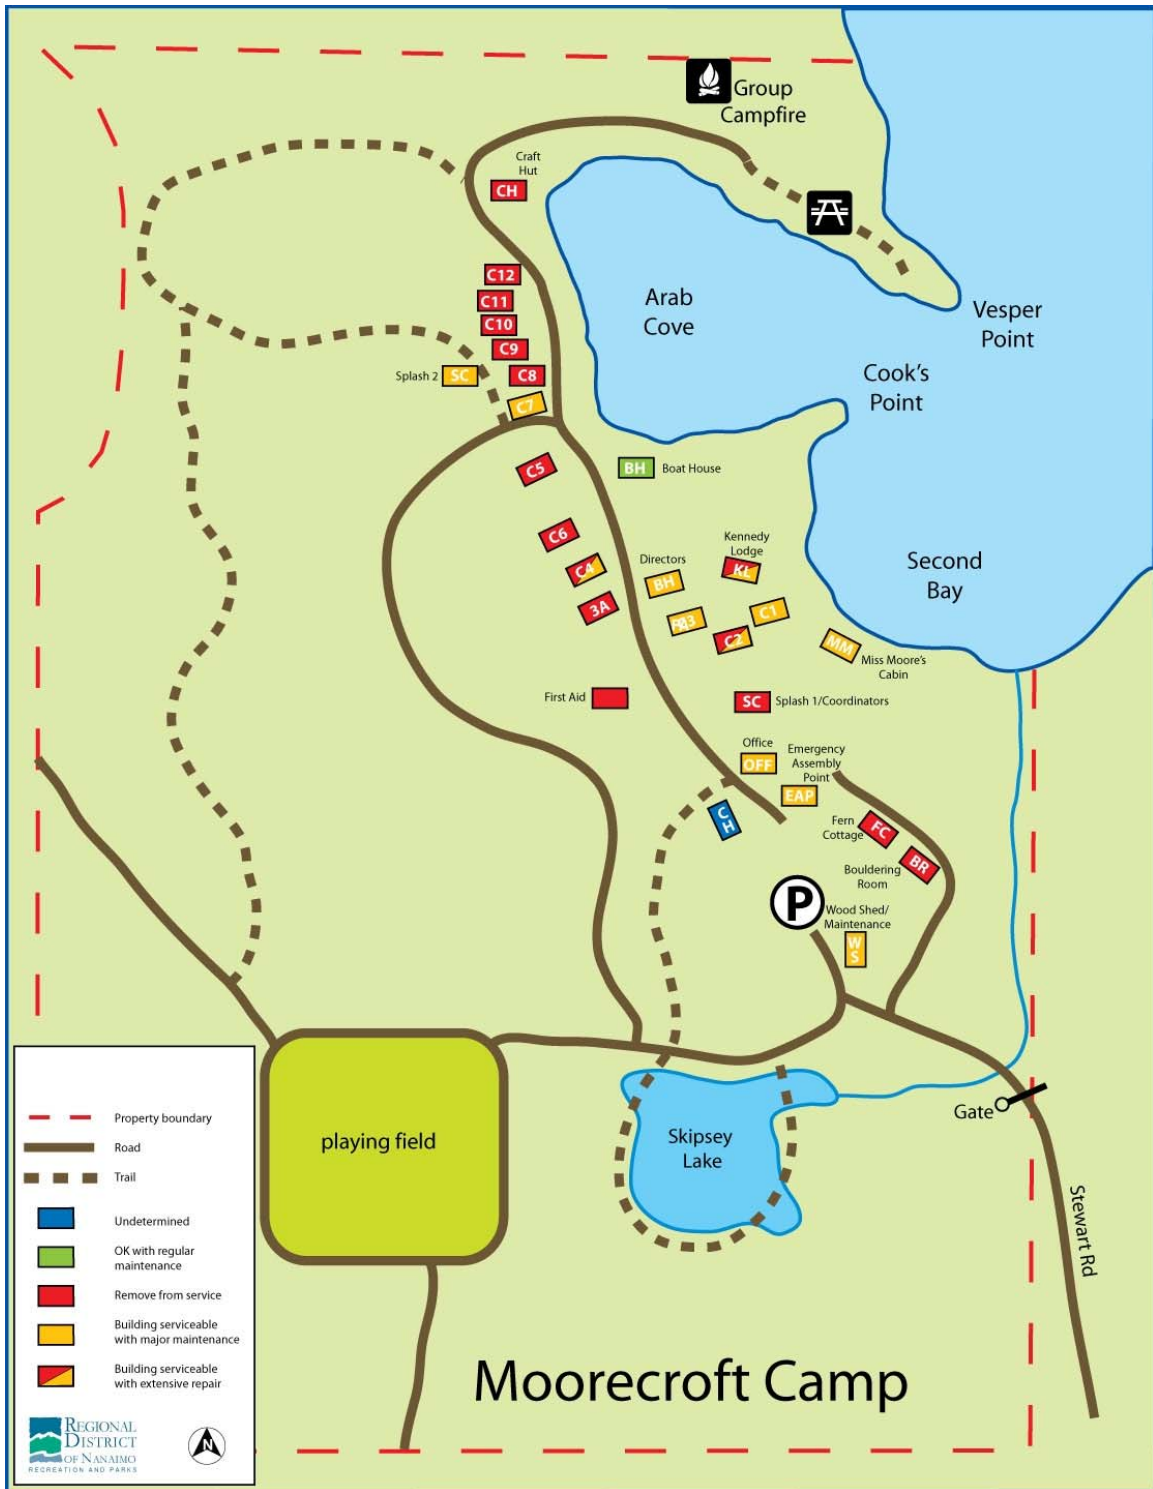 Group
Campfire
Craft
Hut
CH
C12
C11
C10
C9
Splash 2
SC
C8
C7
Arab
Cove
Vesper
Point
Cook's
Point
C5
BH
Boat House
C6
C4
3A
Directors
BH
Kennedy
Lodge
KL
C1
C2
MM
Miss Moore's
Cabin
Second
Bay
First Aid
SC
Splash 1/Coordinators
Office
OFF
Emergency
Assembly
Point
EAP
C
H
Fern
Cottage
FC
BR
Bouldering
Room
P
Wood Shed/
Maintenance
W
S
playing field
Skipsey
Lake
Gate
Stewart Rd
Property boundary
Road
Trail
Undetermined
OK with regular
maintenance
Remove from service
Building serviceable
with major maintenance
Building serviceable
with extensive repair
REGIONAL
DISTRICT
OF NANAIMO
RECREATION AND PARKS
N
Moorecroft Camp